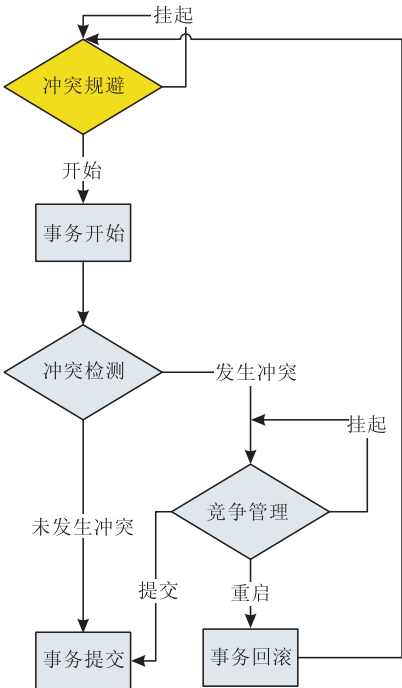 挂起
冲突规避
开始
事务开始
冲突检测
发生冲突
挂起
竞争管理
未发生冲突
提交
重启
事务提交
事务回滚